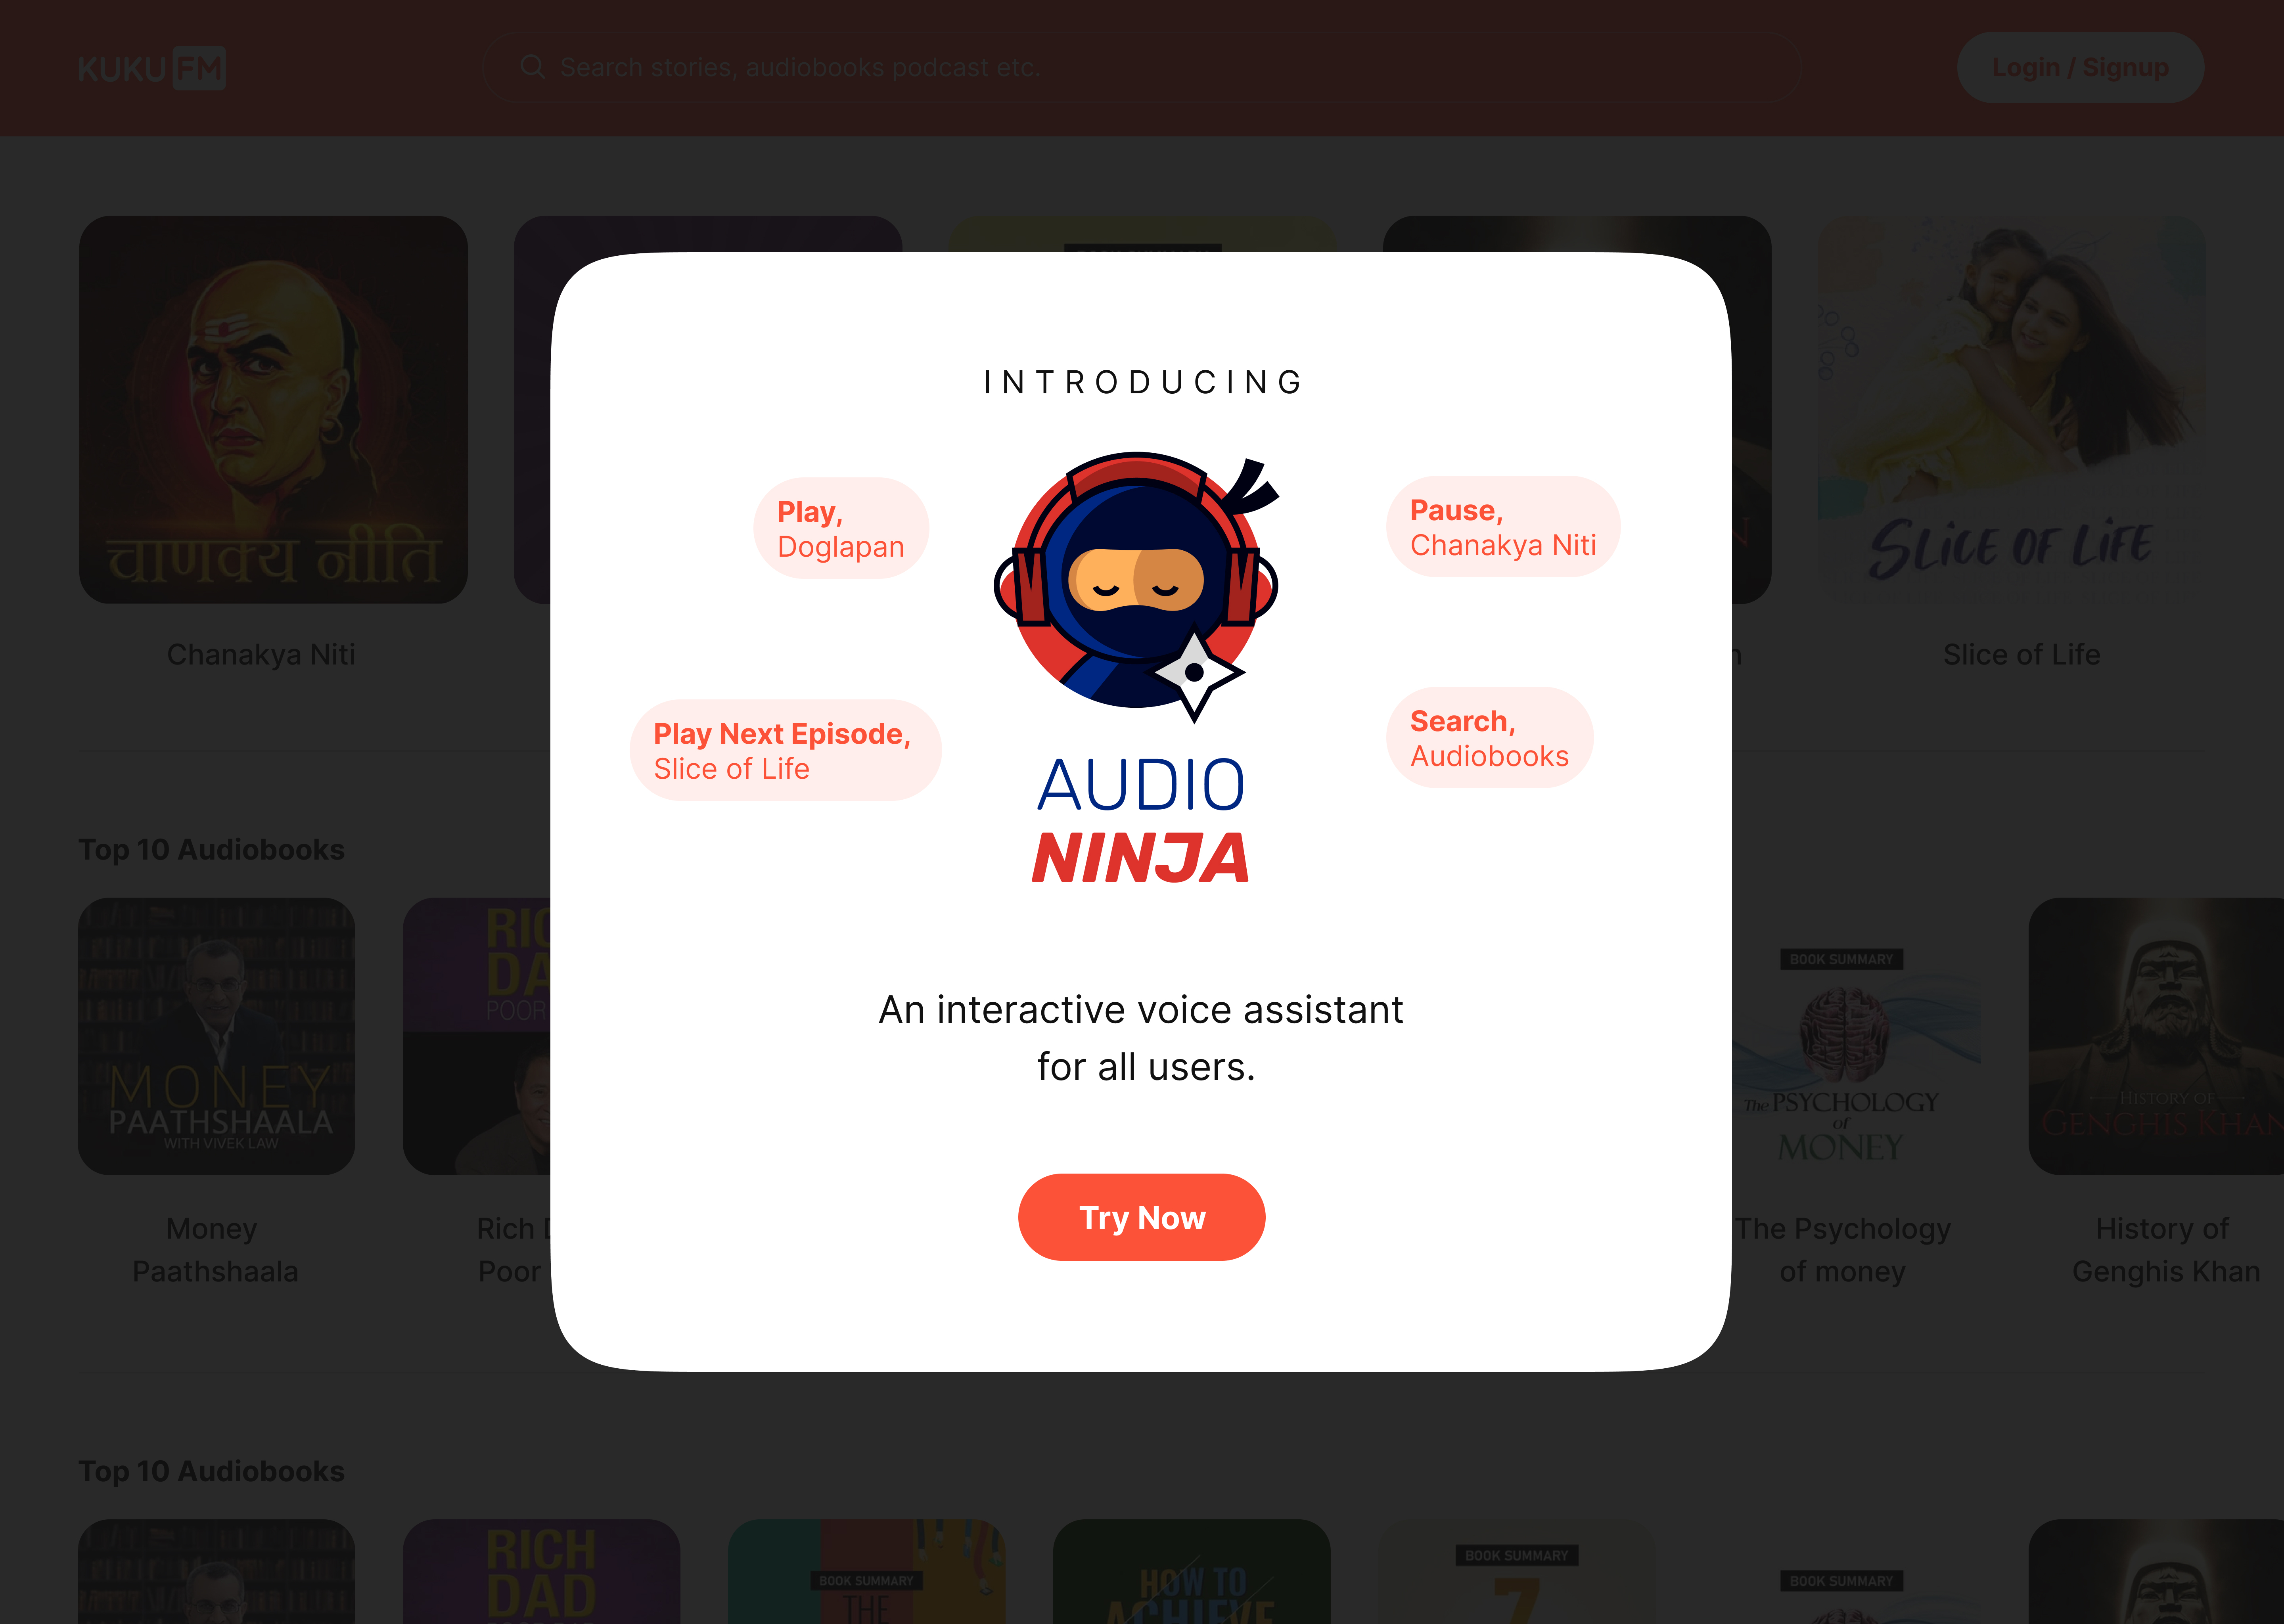 KUKU FM
Search stories, audiobooks podcast etc.
Login / Signup
चाणक्य नीति
SLICE OF LIFE
Chanakya Niti
Slice of Life
INTRODUCING
Play,
Doglapan
Pause,
Chanakya Niti
Play Next Episode,
Slice of Life
Search,
Audiobooks
AUDIO
NINJA
An interactive voice assistant
for all users.
Try Now
Top 10 Audiobooks
MONEY
PAATHSHAALA
WITH VIVEK LAW
POOR
BOOK SUMMARY
The PSYCHOLOGY
of
MONEY
HISTORY OF
GENGHIS KHAN
Money
Paathshaala
Rich
Poor
The Psychology
of money
History of
Genghis Khan
Top 10 Audiobooks
RICH
DAD
BOOK SUMMARY
THE
HOW TO
ACHIEVE
BOOK SUMMARY
7
BOOK SUMMARY